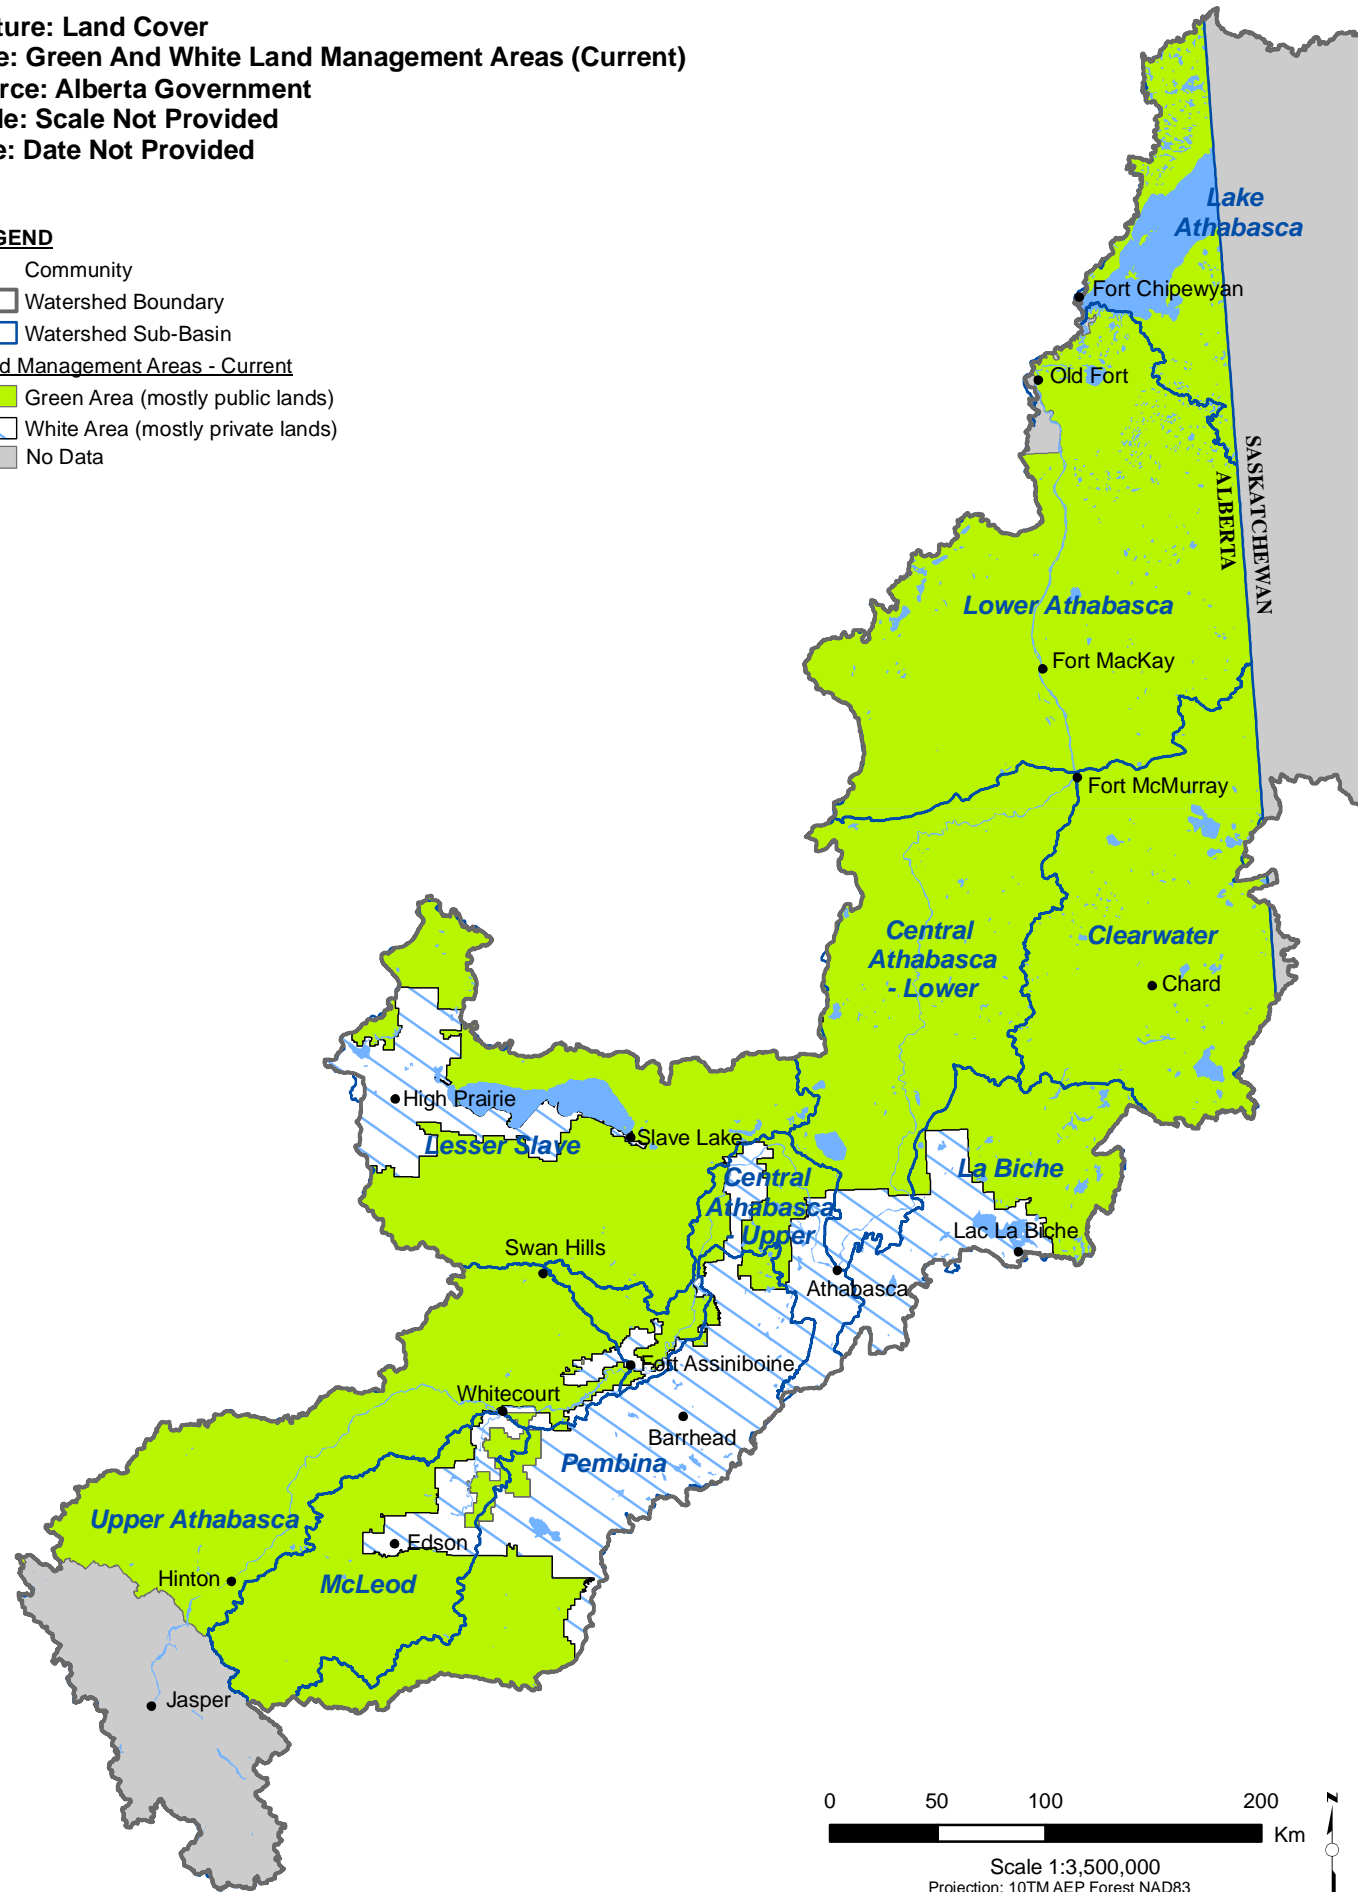 ture: Land Cover
e: Green And White Land Management Areas (Current)
rce: Alberta Government
le: Scale Not Provided
e: Date Not Provided
GEND
Community
Watershed Boundary
Watershed Sub-Basin
d Management Areas - Current
Green Area (mostly public lands)
White Area (mostly private lands)
No Data
Lake
Athabasca
Fort Chipewyan
Old Fort
SASKATCHEWAN
ALBERTA
Lower Athabasca
Fort MacKay
Fort McMurray
Central
Athabasca
- Lower
Clearwater
Chard
High Prairie
Lesser Slave
Slave Lake
La Biche
Central
Athabasca
- Upper
Lac La Biche
Swan Hills
Athabasca
Fort Assiniboine
Whitecourt
Barrhead
Pembina
Upper Athabasca
Edson
Hinton
McLeod
Jasper
0 50 100 200
Km
Scale 1:3,500,000
Projection: 10TM AEP Forest NAD83
N